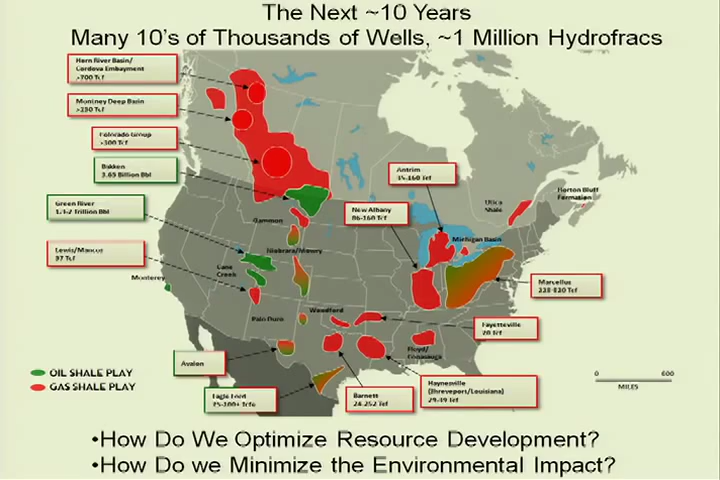 The Next ~10 Years
Many 10's of Thousands of Wells, ~1 Million Hydrofracs
Horn River Basin/
Cordova Embayment
>700 Tcf
Montney Deep Basin
>250 Tcf
Colorado Group
>300 Tcf
Bakken
3.65 Billion Bbl
Green River
1.3-2 Trillion Bbl
Lewis/Mancos
97 Tcf
Monterey
Gammon
Niobrara/Mowry
Cane
Creek
Palo Duro
Woodford
Avalon
Eagle Ford
Barnett
24-252 Tcf
Haynesville
(Shreveport/Louisiana)
29-39 Tcf
Floyd/
Conasauga
Fayetteville
20 Tcf
Marcellus
225-520 Tcf
New Albany
86-160 Tcf
Antrim
35-160 Tcf
Michigan Basin
Utica
Shale
Horton Bluff
Formation
OIL SHALE PLAY
GAS SHALE PLAY
0 600
MILES
•How Do We Optimize Resource Development?
•How Do we Minimize the Environmental Impact?